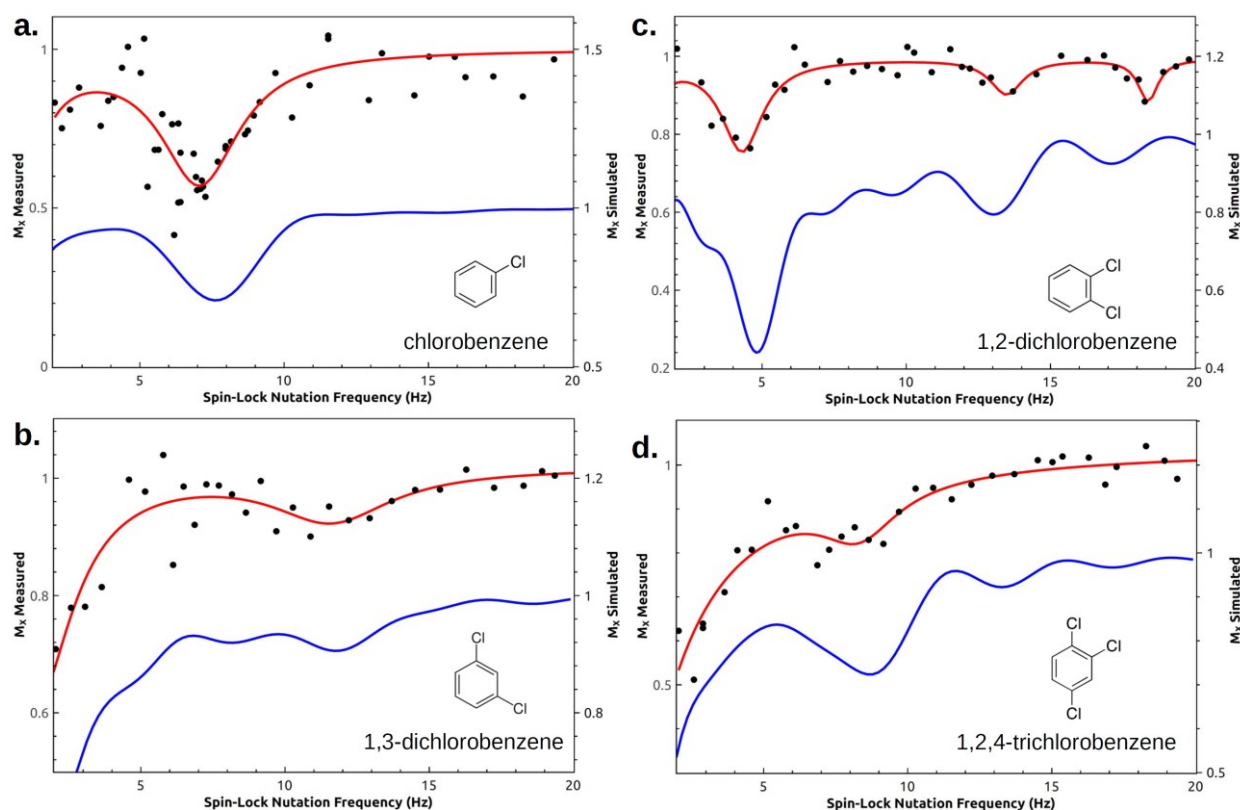 a.
1
0.5
0
Mx Measured
1.5
1
0.5
Mx Simulated
Cl
chlorobenzene
5 10 15 20
Spin-Lock Nutation Frequency (Hz)
b.
1
0.8
0.6
Mx Measured
1.2
1
0.8
Mx Simulated
Cl
Cl
1,3-dichlorobenzene
5 10 15 20
Spin-Lock Nutation Frequency (Hz)
c.
1
0.8
0.6
0.4
0.2
Mx Measured
1.2
1
0.8
0.6
0.4
Mx Simulated
Cl
Cl
1,2-dichlorobenzene
5 10 15 20
Spin-Lock Nutation Frequency (Hz)
d.
1
0.5
Mx Measured
1
0.5
Mx Simulated
Cl
Cl
Cl
1,2,4-trichlorobenzene
5 10 15 20
Spin-Lock Nutation Frequency (Hz)